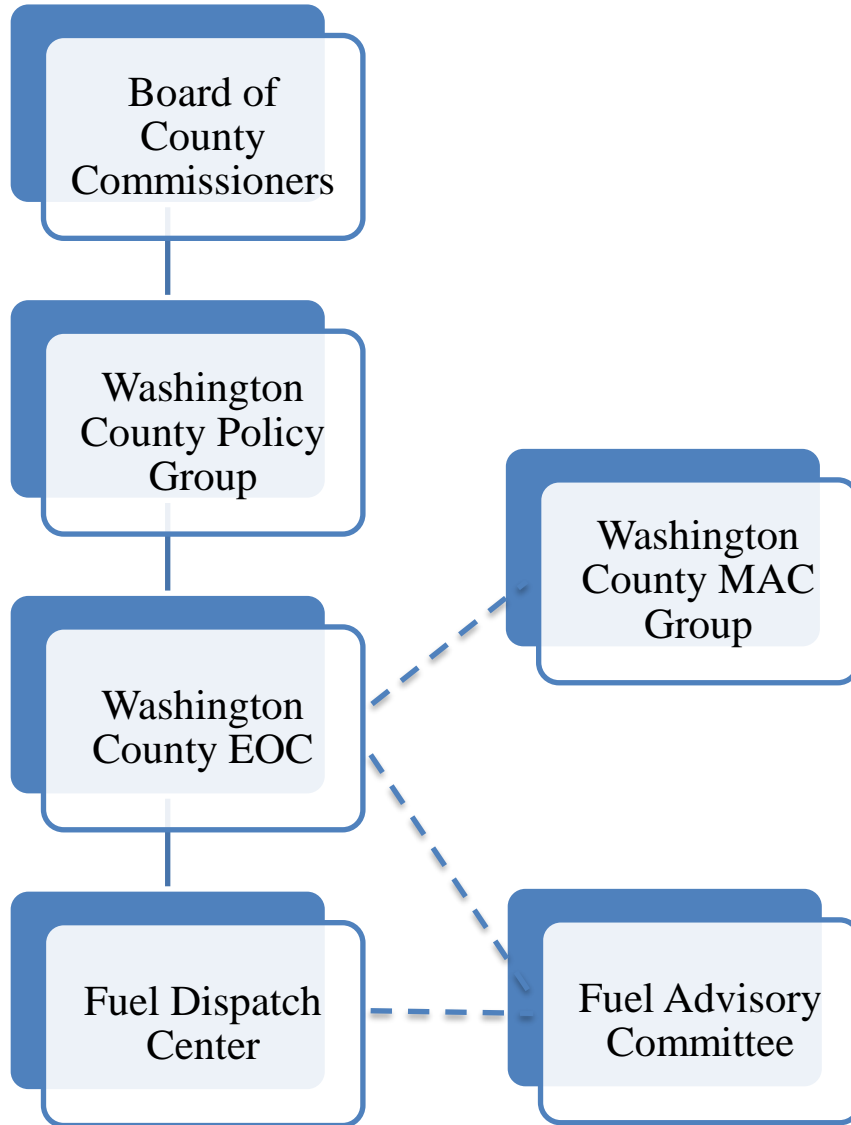 Board of
County
Commissioners
Washington
County Policy
Group
Washington
County MAC
Group
Washington
County EOC
Fuel Dispatch
Center
Fuel Advisory
Committee